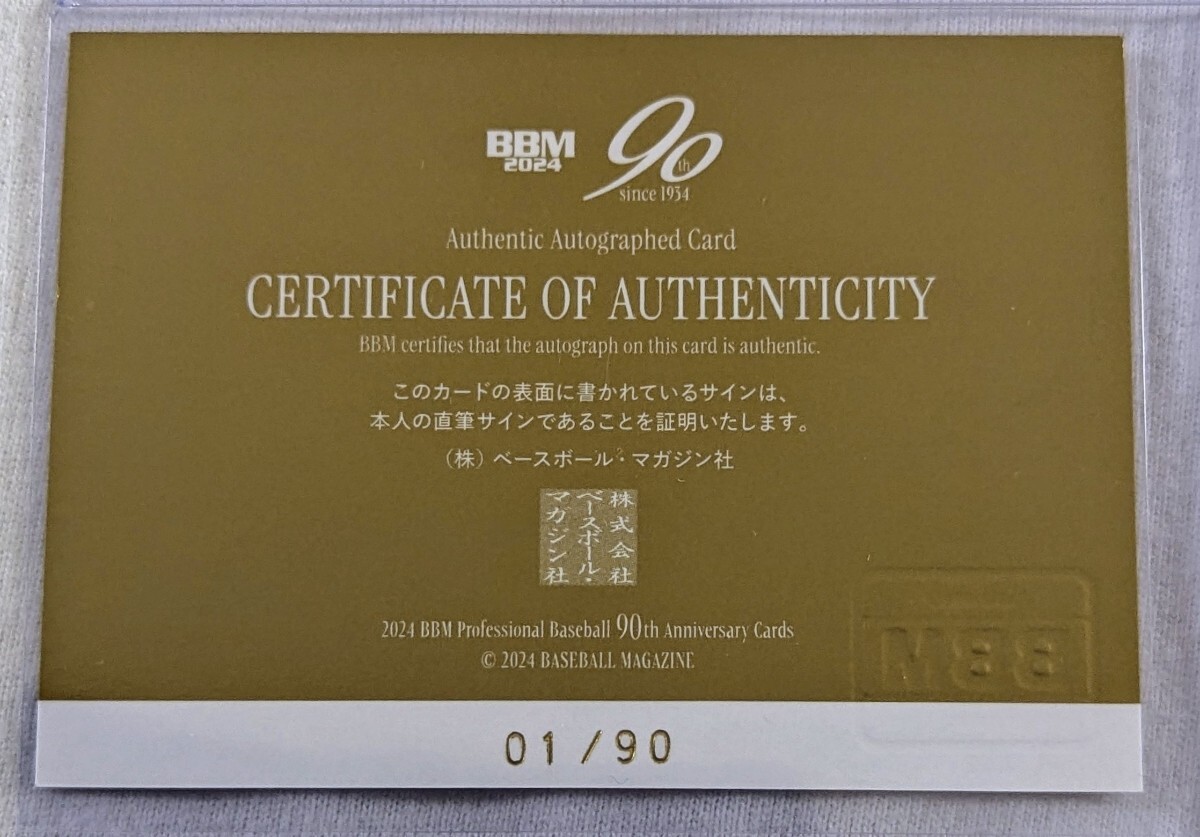 BBM
2024
90th
since 1934
Authentic Autographed Card
CERTIFICATE OF AUTHENTICITY
BBM certifies that the autograph on this card is authentic.
このカードの表面に書かれているサインは、
本人の直筆サインであることを証明いたします。
（株）ベースボール・マガジン社
株式会社
ベースボール・
マガジン社
2024 BBM Professional Baseball 90th Anniversary Cards
© 2024 BASEBALL MAGAZINE
BBM
01/90